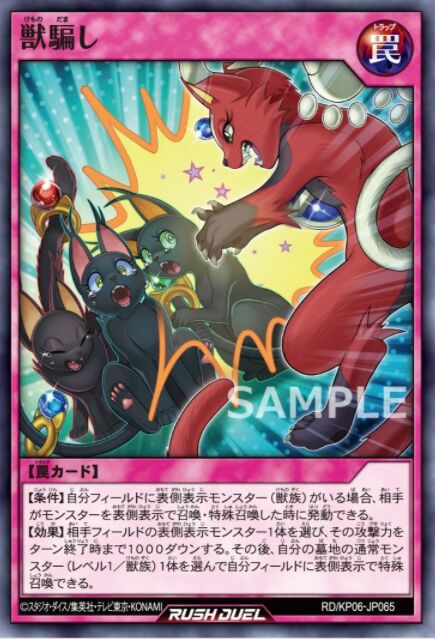 獣騙し
けもの だま
トラップ
罠
SAMPLE
【罠カード】
【条件】自分フィールドに表側表示モンスター（獣族）がいる場合、相手
がモンスターを表側表示で召喚・特殊召喚した時に発動できる。
【効果】相手フィールドの表側表示モンスター1体を選び、その攻撃力を
ターン終了時まで1000ダウンする。その後、自分の墓地の通常モン
スター（レベル1／獣族）1体を選んで自分フィールドに表側表示で特殊
召喚できる。
©スタジオ・ダイス/集英社・テレビ東京・KONAMI
RUSH DUEL
RD/KP06-JP065